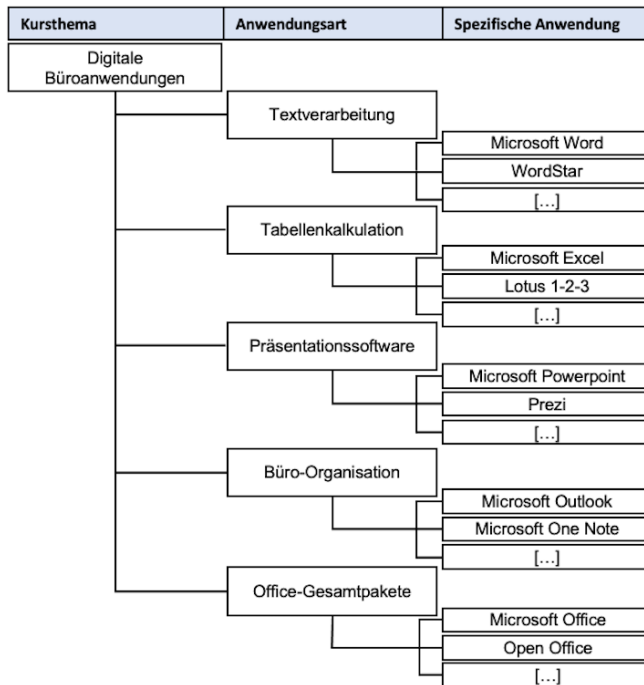 Kursthema Anwendungsart Spezifische Anwendung
Digitale
Büroanwendungen
Textverarbeitung
Microsoft Word
WordStar
[...]
Tabellenkalkulation
Microsoft Excel
Lotus 1-2-3
[...]
Präsentationssoftware
Microsoft Powerpoint
Prezi
[...]
Büro-Organisation
Microsoft Outlook
Microsoft One Note
[...]
Office-Gesamtpakete
Microsoft Office
Open Office
[...]